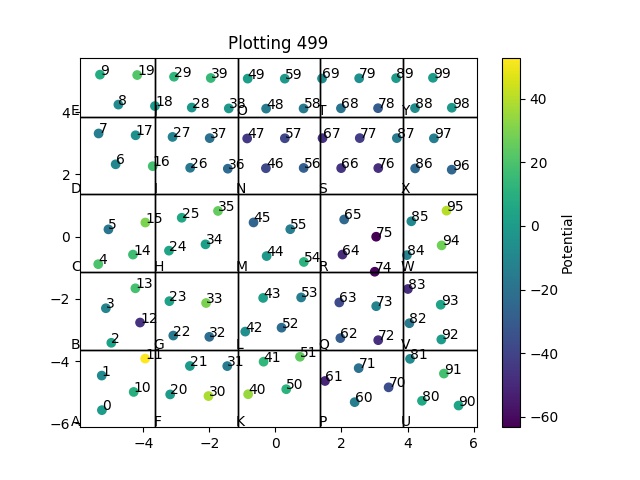 Plotting 499
9 19 29 39 49 59 69 79 89 99
8 18 28 38 48 58 68 78 88 98
E J O T Y
7 17 27 37 47 57 67 77 87 97
6 16 26 36 46 56 66 76 86 96
D I N S X
5 15 25 35 45 55 65 75 85 95
4 14 24 34 44 54 64 74 84 94
C H M R W
3 13 23 33 43 53 63 73 83 93
2 12 22 32 42 52 62 72 82 92
B G L Q V
1 11 21 31 41 51 61 71 81 91
0 10 20 30 40 50 60 70 80 90
A F K P U
4
2
0
−2
−4
−6
−4 −2 0 2 4 6
40
20
0
−20
−40
−60
Potential